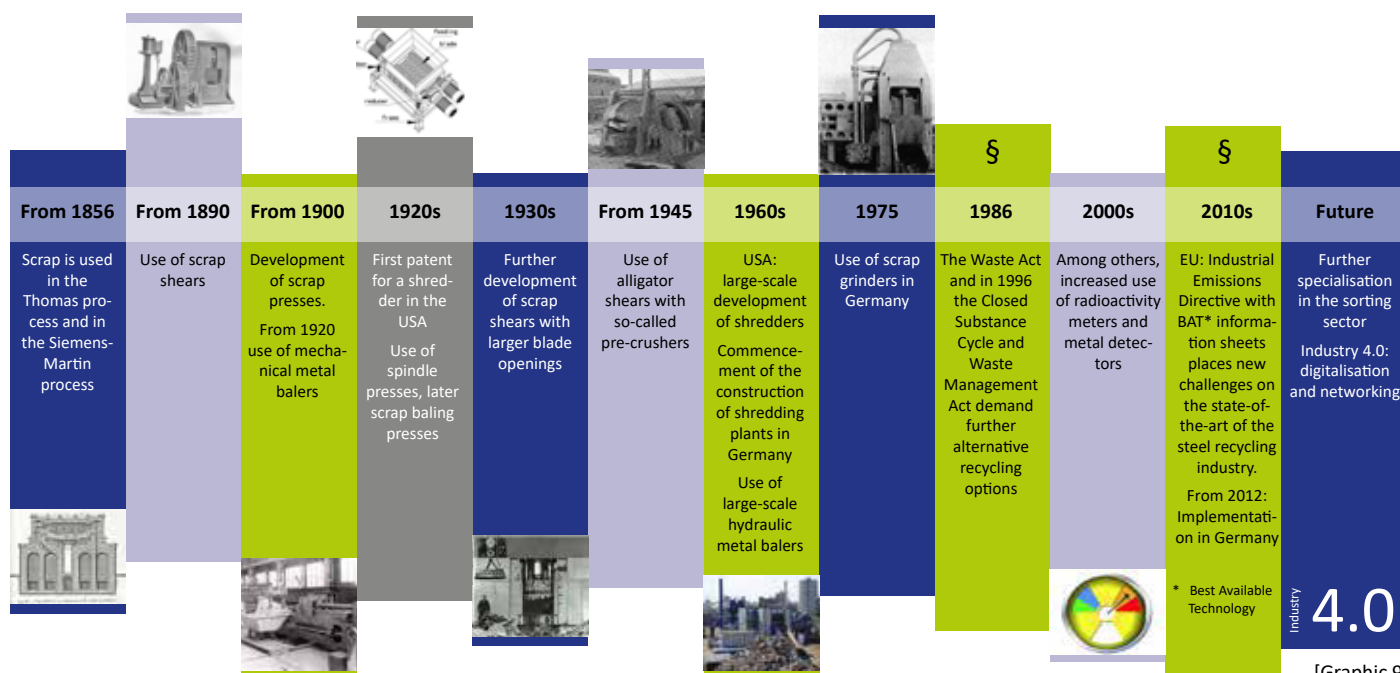 Feeding
blade
reducer
Frame
§
§
From 1856
From 1890
From 1900
1920s
1930s
From 1945
1960s
1975
1986
2000s
2010s
Future
Scrap is used
in the
Thomas pro-
cess and in
the Siemens-
Martin
process
Use of scrap
shears
Development
of scrap
presses.
From 1920
use of mecha-
nical metal
balers
First patent
for a shred-
der in the
USA
Use of
spindle
presses, later
scrap baling
presses
Further
development
of scrap
shears with
larger blade
openings
Use of
alligator
shears with
so-called
pre-crushers
USA:
large-scale
development
of shredders
Commence-
ment of the
construction
of shredding
plants in
Germany
Use of
large-scale
hydraulic
metal balers
Use of scrap
grinders in
Germany
The Waste Act
and in 1996
the Closed
Substance
Cycle and
Waste
Management
Act demand
further
alternative
recycling
options
Among others,
increased use
of radioactivity
meters and
metal detec-
tors
EU: Industrial
Emissions
Directive with
BAT* informa-
tion sheets
places new
challenges on
the state-of-
the-art of the
steel recycling
industry.
From 2012:
Implementati-
on in Germany
* Best Available
Technology
Further
specialisation
in the sorting
sector
Industry 4.0:
digitalisation
and networking
Industry
4.0
[Graphic 9